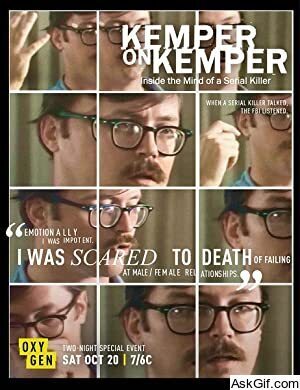 KEMPER
ON KEMPER
Inside the Mind of a Serial Killer
WHEN A SERIAL KILLER TALKED,
THE FBI LISTENED.
“EMOTIONALLY
I WAS IMPOTENT.
I WAS SCARED TO DEATH OF FAILING
AT MALE/FEMALE RELATIONSHIPS.”
OXY
GEN
TWO-NIGHT SPECIAL EVENT
SAT OCT 20 | 7/6C
AskGif.com